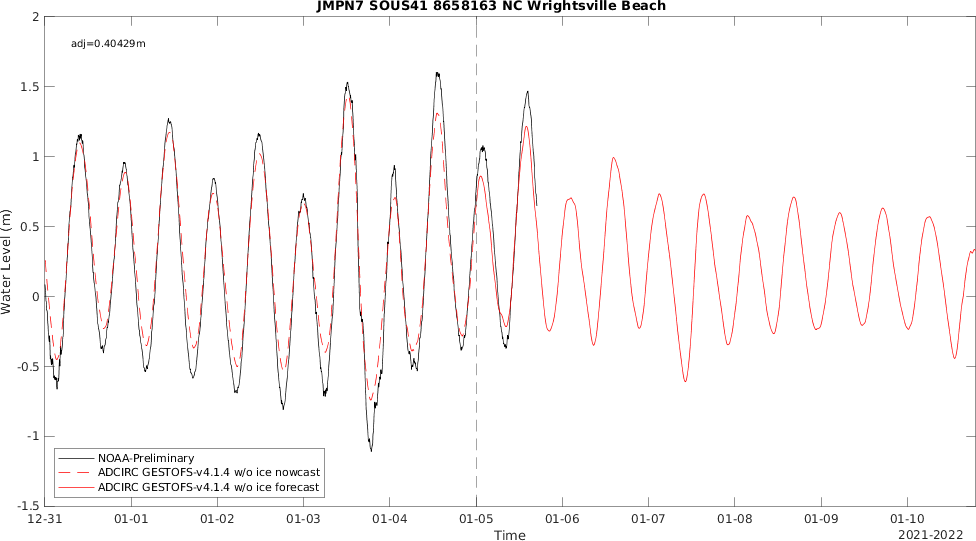 JMPN7 SOUS41 8658163 NC Wrightsville Beach
adj=0.40429m
2
1.5
1
0.5
0
-0.5
-1
-1.5
Water Level (m)
NOAA-Preliminary
ADCIRC GESTOFS-v4.1.4 w/o ice nowcast
ADCIRC GESTOFS-v4.1.4 w/o ice forecast
12-31 01-01 01-02 01-03 01-04 01-05 01-06 01-07 01-08 01-09 01-10
Time
2021-2022